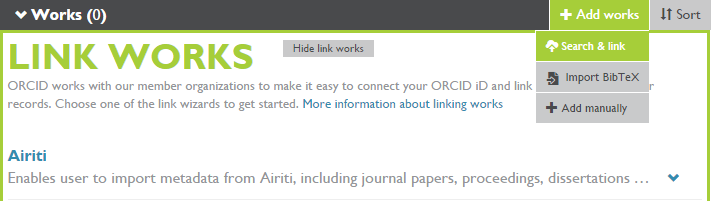 Works (0)
Add works
Sort
LINK WORKS
Hide link works
Search & link
Import BibTeX
Add manually
ORCID works with our member organizations to make it easy to connect your ORCID iD and link
r
records. Choose one of the link wizards to get started. More information about linking works
Airiti
Enables user to import metadata from Airiti, including journal papers, proceedings, dissertations …